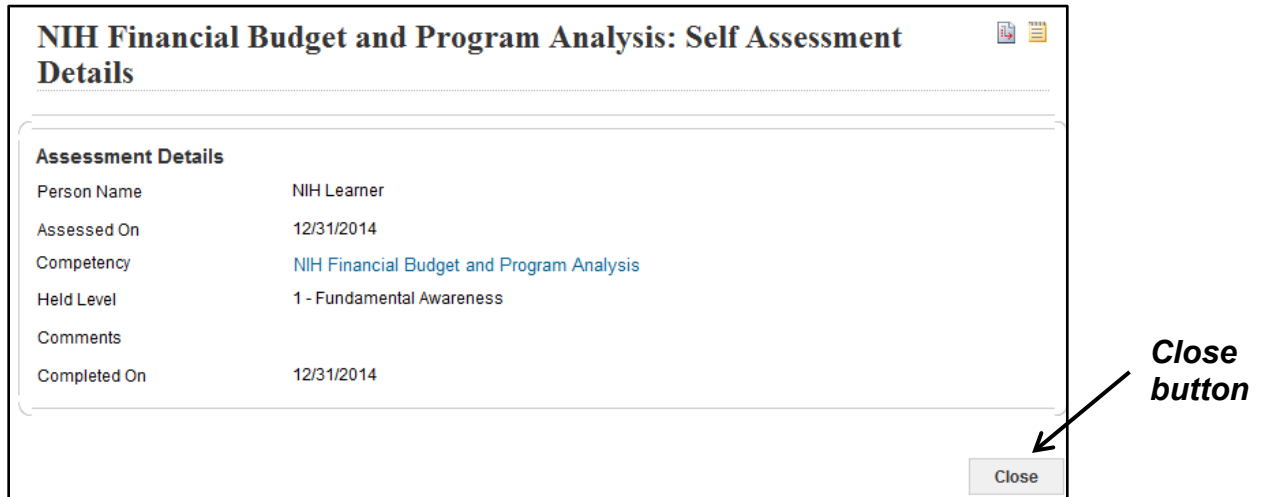 NIH Financial Budget and Program Analysis: Self Assessment
Details
Assessment Details
Person Name NIH Learner
Assessed On 12/31/2014
Competency NIH Financial Budget and Program Analysis
Held Level 1 - Fundamental Awareness
Comments
Completed On 12/31/2014
Close
button
Close